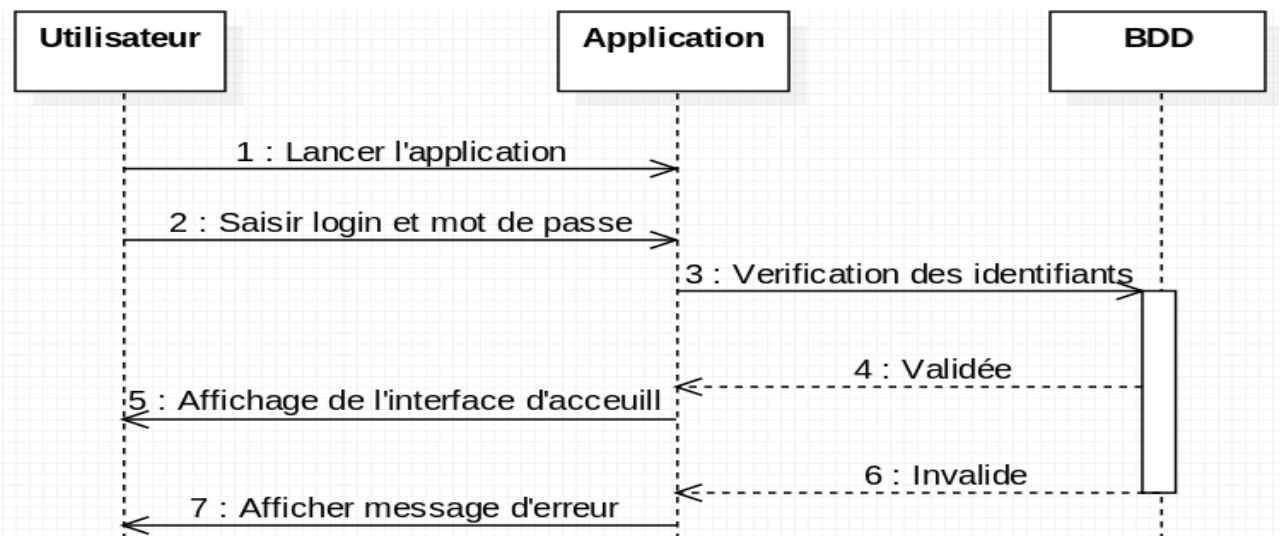 Utilisateur
Application
BDD
1 : Lancer l'application
2 : Saisir login et mot de passe
3 : Verification des identifiants
4 : Validée
5 : Affichage de l'interface d'acceuill
6 : Invalide
7 : Afficher message d'erreur